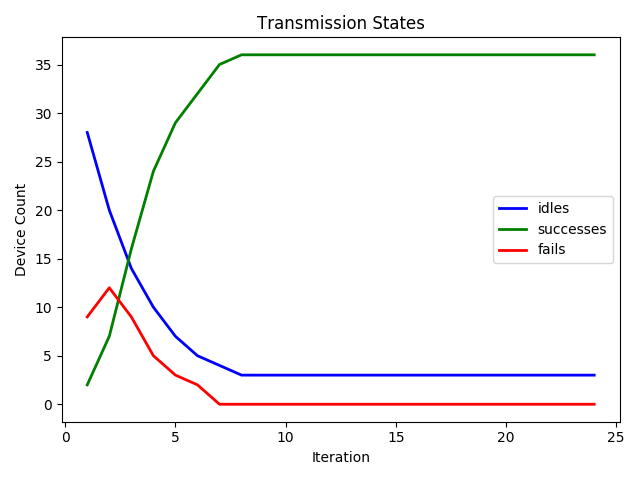 Transmission States
Device Count
35
30
25
20
15
10
5
0
idles
successes
fails
0 5 10 15 20 25
Iteration